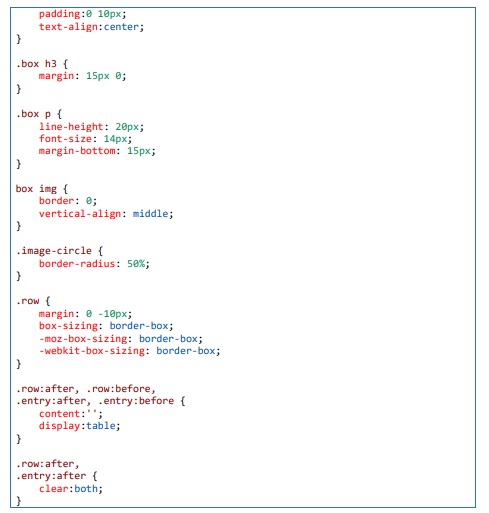 padding:0 10px;
text-align:center;
}
.box h3 {
margin: 15px 0;
}
.box p {
line-height: 20px;
font-size: 14px;
margin-bottom: 15px;
}
box img {
border: 0;
vertical-align: middle;
}
.image-circle {
border-radius: 50%;
}
.row {
margin: 0 -10px;
box-sizing: border-box;
-moz-box-sizing: border-box;
-webkit-box-sizing: border-box;
}
.row:after, .row:before,
.entry:after, .entry:before {
content:'';
display:table;
}
.row:after,
.entry:after {
clear:both;
}